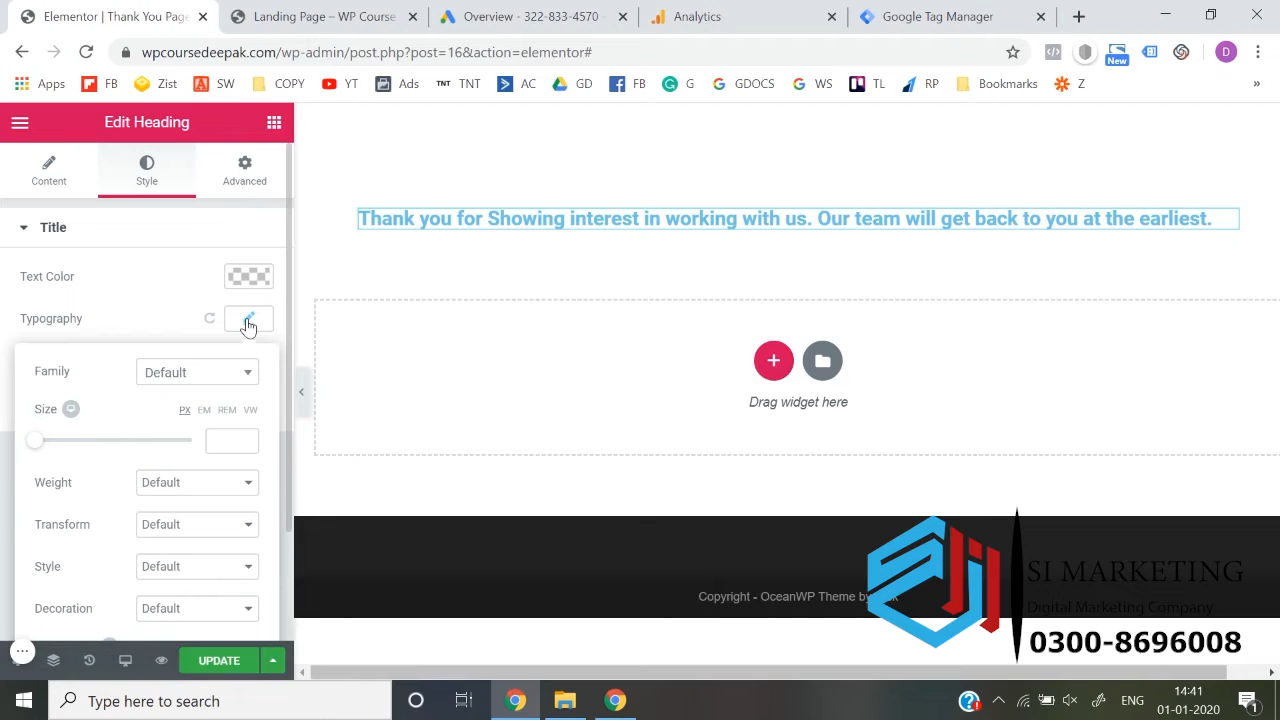 Elementor | Thank You Page
Landing Page – WP Course
Overview - 322-833-4570 -
Analytics
Google Tag Manager
wpcoursedeepak.com/wp-admin/post.php?post=16&action=elementor#
New
D
Apps
FB
Zist
SW
COPY
YT
Ads
TNT
TNT
AC
GD
FB
G
GDOCS
WS
TL
RP
Bookmarks
Z
»
Edit Heading
Content
Style
Advanced
Title
Text Color
Typography
Family
Default
Size
PX EM REM VW
Weight
Default
Transform
Default
Style
Default
Decoration
Default
UPDATE
Thank you for Showing interest in working with us. Our team will get back to you at the earliest.
Drag widget here
Copyright - OceanWP Theme by
SI MARKETING
Digital Marketing Company
0300-8696008
Type here to search
ENG
14:41
01-01-2020
1